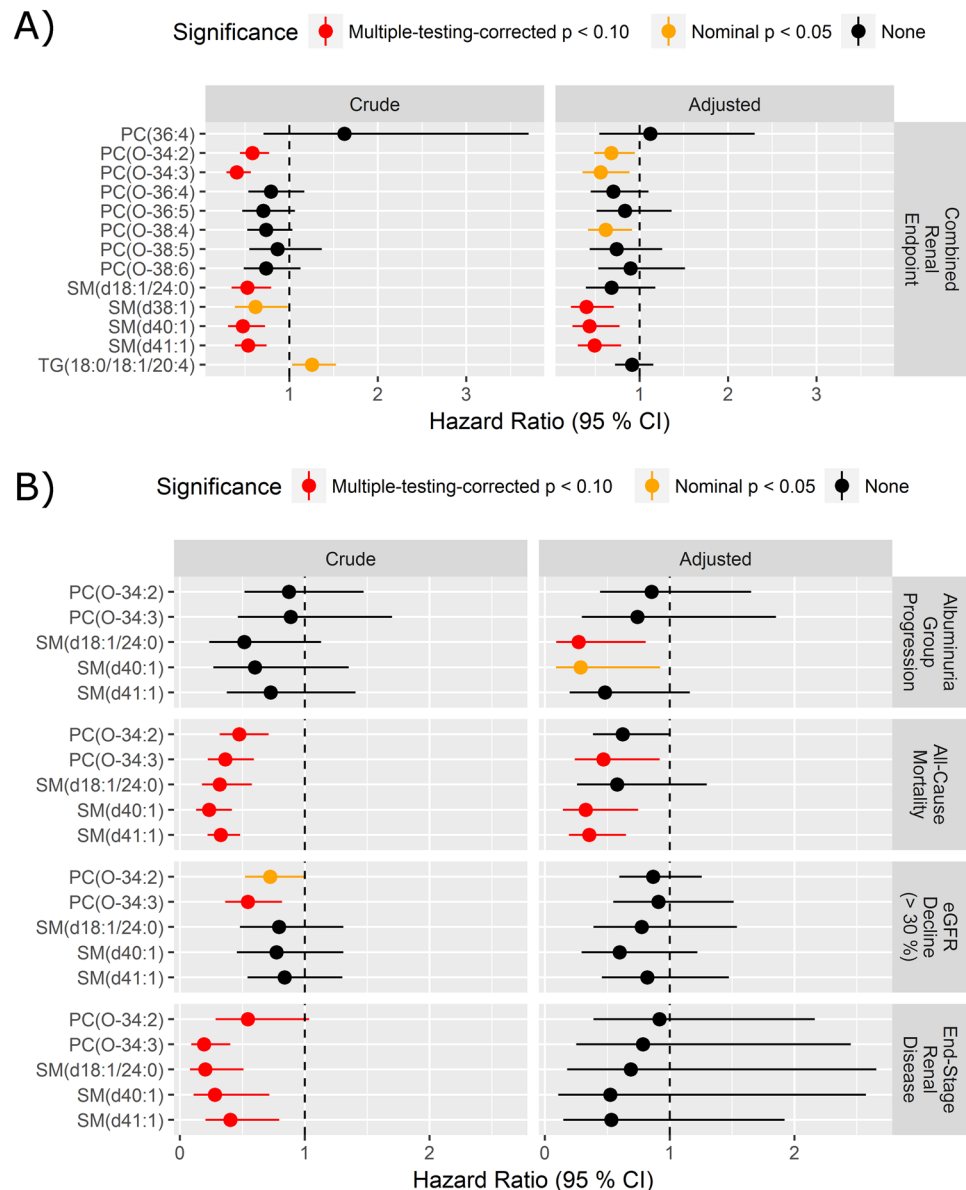 A)
Significance Multiple-testing-corrected p < 0.10 Nominal p < 0.05 None
Crude Adjusted
PC(36:4)
PC(O-34:2)
PC(O-34:3)
PC(O-36:4)
PC(O-36:5)
PC(O-38:4)
PC(O-38:5)
PC(O-38:6)
SM(d18:1/24:0)
SM(d38:1)
SM(d40:1)
SM(d41:1)
TG(18:0/18:1/20:4)
Combined
Renal
Endpoint
1 2 3 1 2 3
Hazard Ratio (95 % CI)
B)
Significance Multiple-testing-corrected p < 0.10 Nominal p < 0.05 None
Crude Adjusted
PC(O-34:2)
PC(O-34:3)
SM(d18:1/24:0)
SM(d40:1)
SM(d41:1)
Albuminuria
Group
Progression
PC(O-34:2)
PC(O-34:3)
SM(d18:1/24:0)
SM(d40:1)
SM(d41:1)
All-Cause
Mortality
PC(O-34:2)
PC(O-34:3)
SM(d18:1/24:0)
SM(d40:1)
SM(d41:1)
eGFR
Decline
(> 30 %)
PC(O-34:2)
PC(O-34:3)
SM(d18:1/24:0)
SM(d40:1)
SM(d41:1)
End-Stage
Renal
Disease
0 1 2 0 1 2
Hazard Ratio (95 % CI)